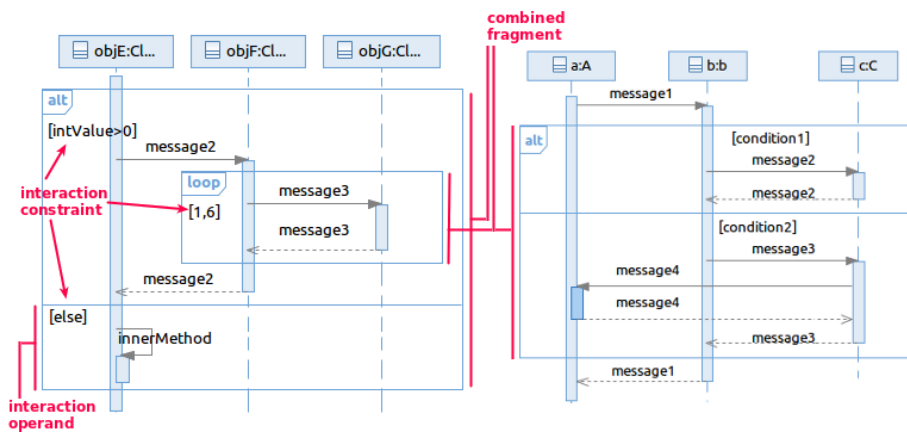 combined
fragment
objE:Cl...
objF:Cl...
objG:Cl...
alt
[intValue>0]
message2
loop
message3
interaction
constraint
[1,6]
message3
message2
[else]
innerMethod
interaction
operand
a:A
b:b
c:C
message1
alt
[condition1]
message2
message2
[condition2]
message3
message4
message4
message3
message1